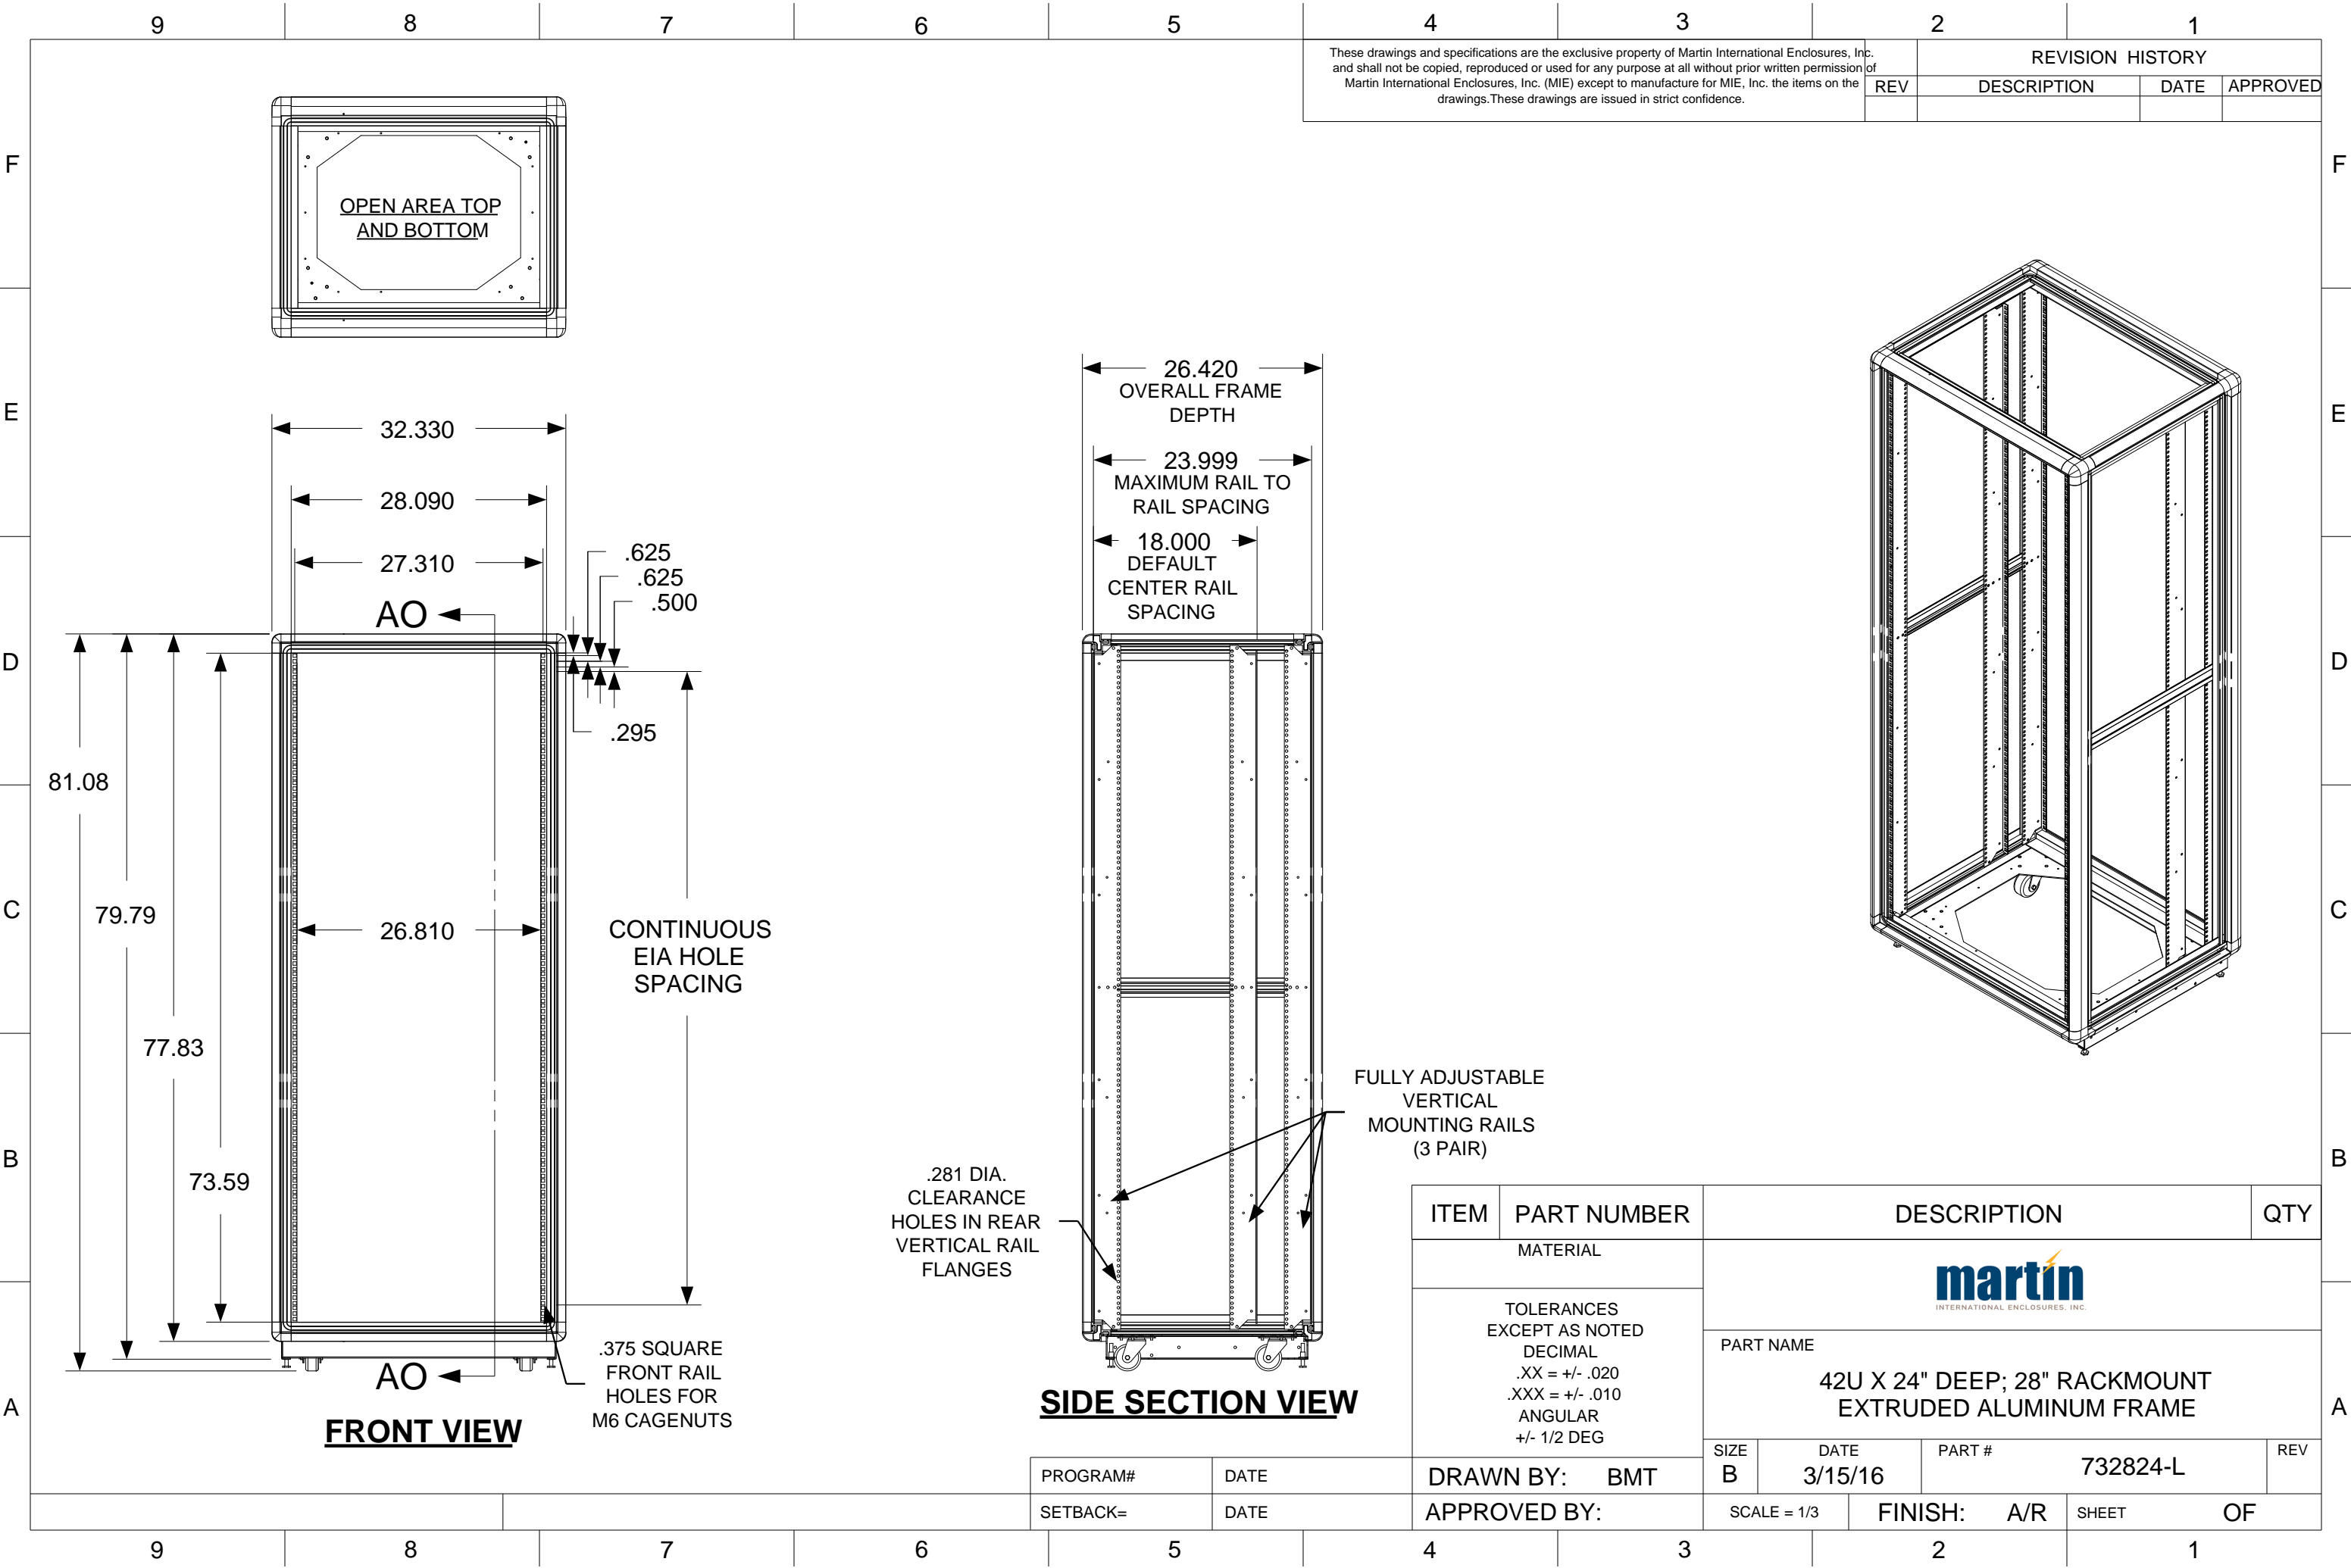 9 8 7 6 5 4 3 2 1
These drawings and specifications are the exclusive property of Martin International Enclosures, Inc.
and shall not be copied, reproduced or used for any purpose at all without prior written permission of
Martin International Enclosures, Inc. (MIE) except to manufacture for MIE, Inc. the items on the
drawings.These drawings are issued in strict confidence.
REVISION HISTORY
REV DESCRIPTION DATE APPROVED
F F
OPEN AREA TOP
AND BOTTOM
E E
26.420
OVERALL FRAME
DEPTH
23.999
MAXIMUM RAIL TO
RAIL SPACING
18.000
DEFAULT
CENTER RAIL
SPACING
32.330
28.090
27.310
.625
.625
.500
AO
.295
D D
81.08
79.79
77.83
73.59
26.810
CONTINUOUS
EIA HOLE
SPACING
C C
FULLY ADJUSTABLE
VERTICAL
MOUNTING RAILS
(3 PAIR)
.281 DIA.
CLEARANCE
HOLES IN REAR
VERTICAL RAIL
FLANGES
B B
.375 SQUARE
FRONT RAIL
HOLES FOR
M6 CAGENUTS
AO
FRONT VIEW
SIDE SECTION VIEW
A A
ITEM PART NUMBER DESCRIPTION QTY
MATERIAL
martin
INTERNATIONAL ENCLOSURES, INC.
TOLERANCES
EXCEPT AS NOTED
DECIMAL
.XX = +/- .020
.XXX = +/- .010
ANGULAR
+/- 1/2 DEG
PART NAME
42U X 24" DEEP; 28" RACKMOUNT
EXTRUDED ALUMINUM FRAME
SIZE DATE PART # REV
B 3/15/16 732824-L
PROGRAM# DATE DRAWN BY: BMT
SETBACK= DATE APPROVED BY: SCALE = 1/3 FINISH: A/R SHEET OF
9 8 7 6 5 4 3 2 1